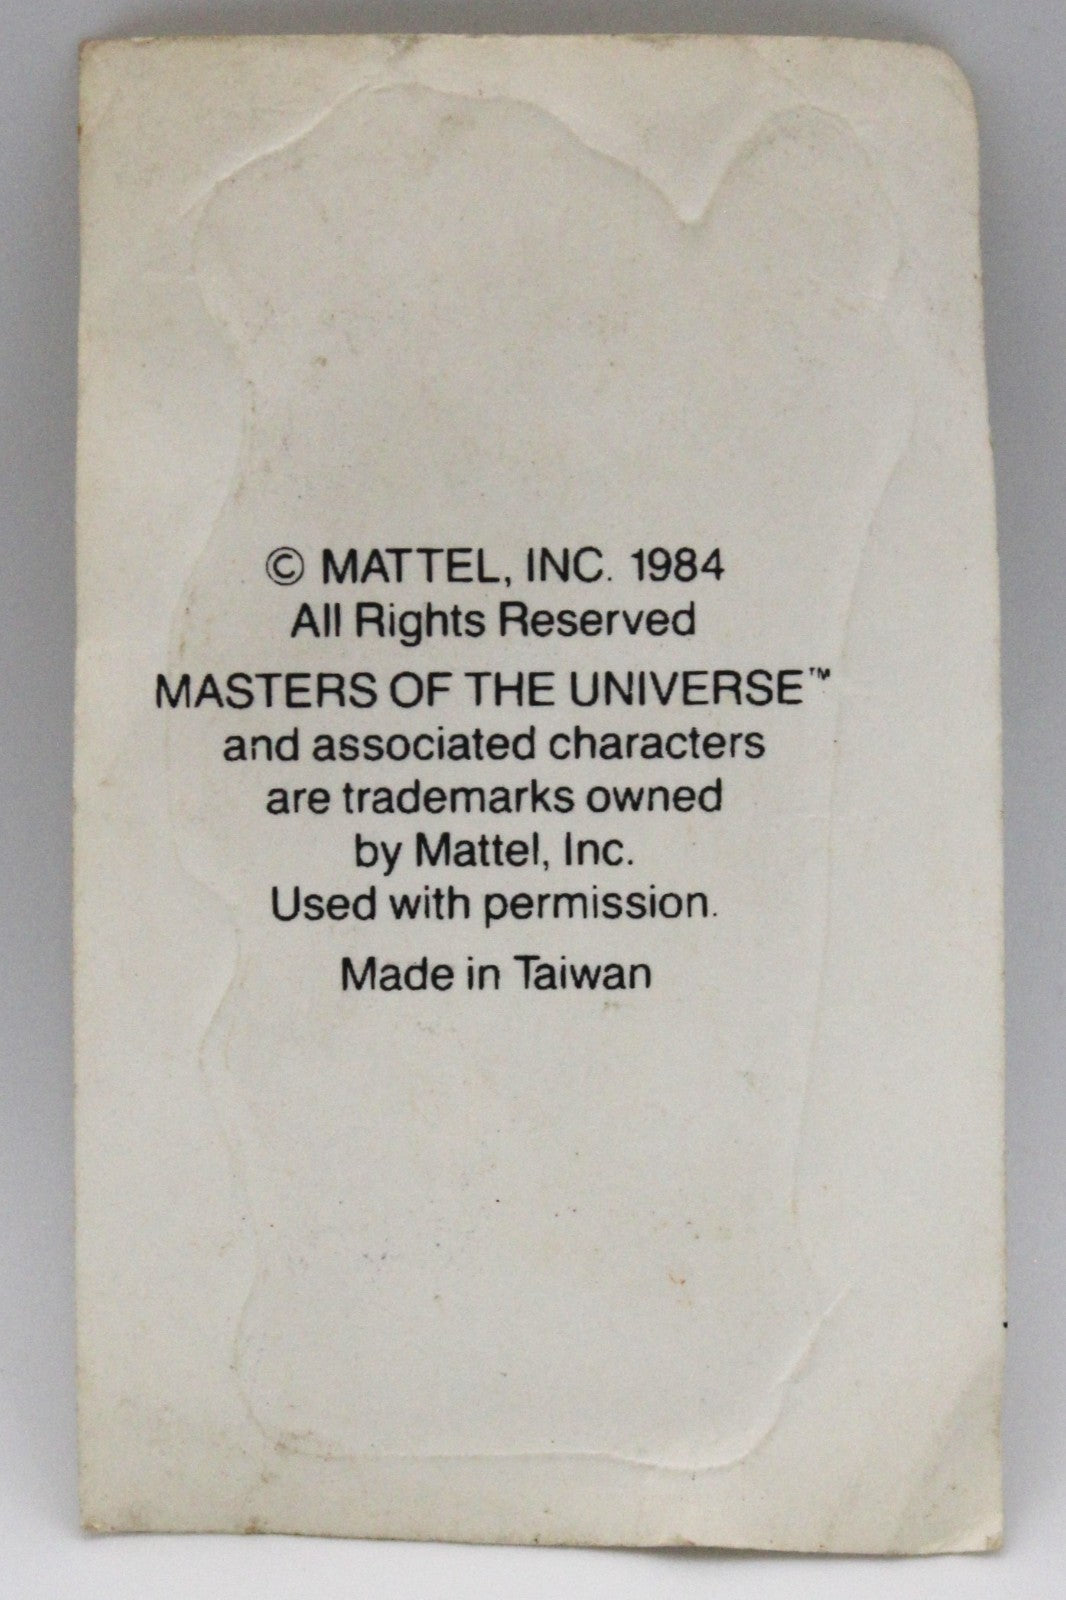 © MATTEL, INC. 1984
All Rights Reserved
MASTERS OF THE UNIVERSE™
and associated characters
are trademarks owned
by Mattel, Inc.
Used with permission.
Made in Taiwan